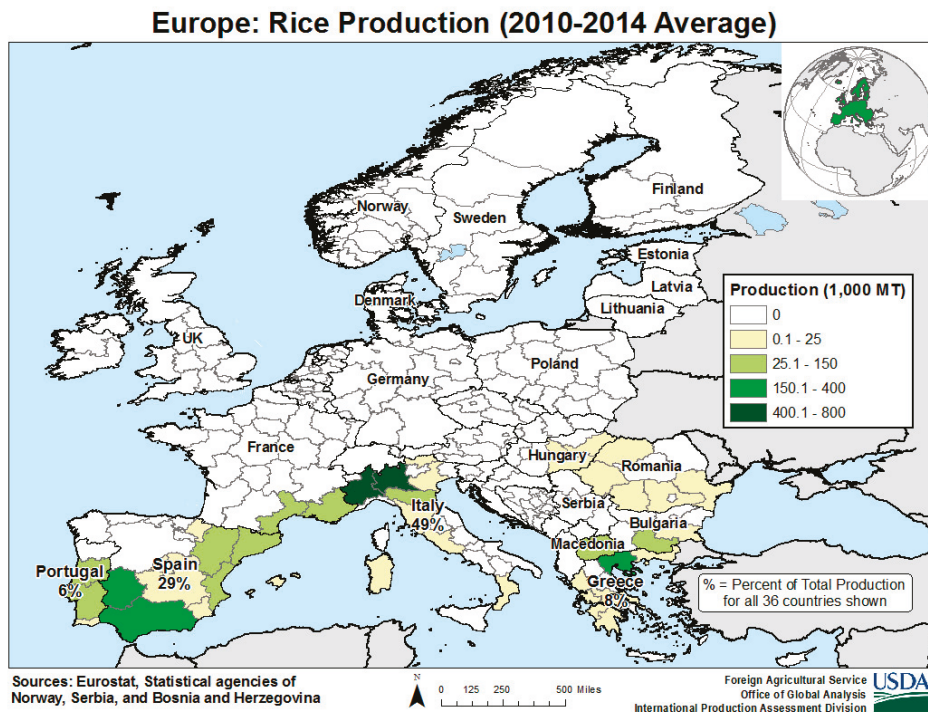 Europe: Rice Production (2010-2014 Average)
Norway
Sweden
Finland
Estonia
Latvia
Lithuania
Denmark
UK
Germany
Poland
France
Hungary
Romania
Serbia
Bulgaria
Macedonia
Italy
49%
Spain
29%
Portugal
6%
Greece
8%
Production (1,000 MT)
0
0.1 - 25
25.1 - 150
150.1 - 400
400.1 - 800
% = Percent of Total Production
for all 36 countries shown
Sources: Eurostat, Statistical agencies of
Norway, Serbia, and Bosnia and Herzegovina
N
0 125 250 500 Miles
Foreign Agricultural Service
Office of Global Analysis
International Production Assessment Division
USDA